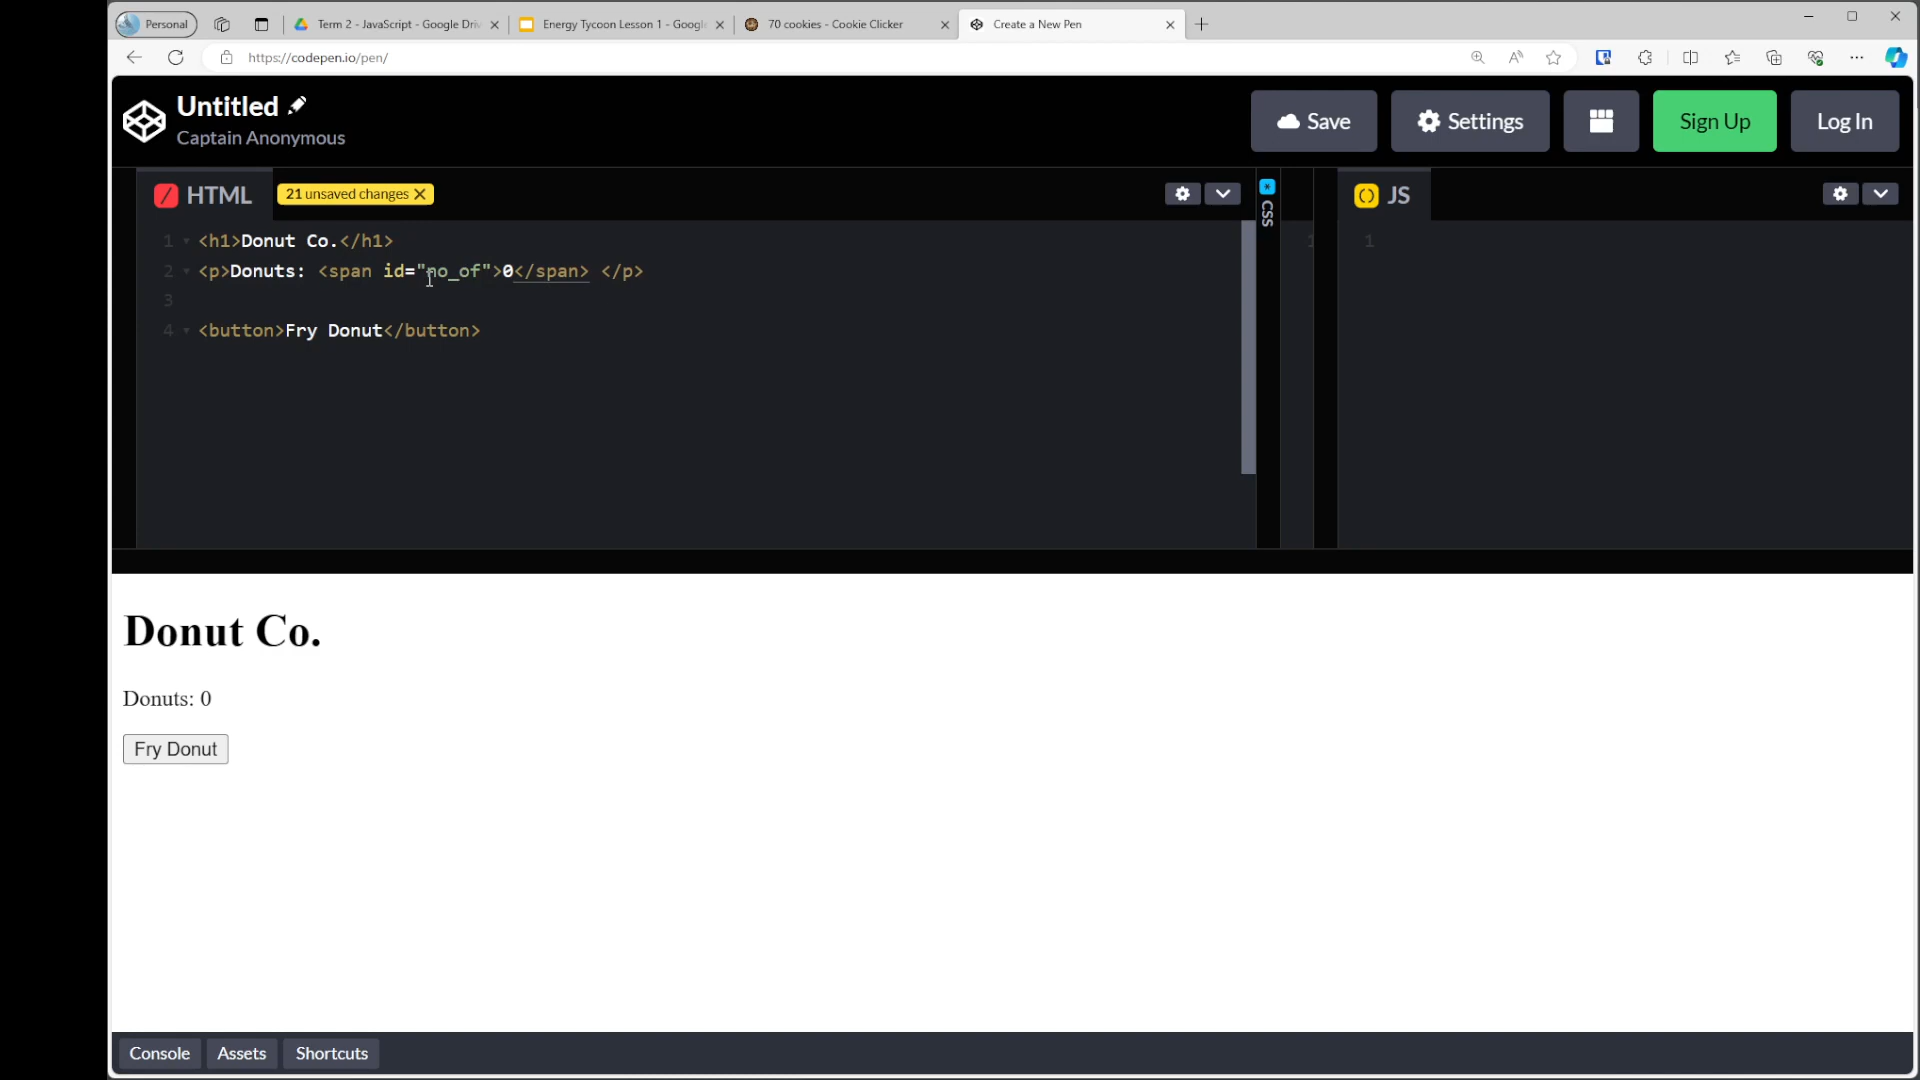 Personal
Term 2 - JavaScript - Google Driv
Energy Tycoon Lesson 1 - Google
70 cookies - Cookie Clicker
Create a New Pen
https://codepen.io/pen/
Untitled
Captain Anonymous
Save
Settings
Sign Up
Log In
HTML
21 unsaved changes
CSS
JS
1 <h1>Donut Co.</h1>
2 <p>Donuts: <span id="no_of">0</span> </p>
3
4 <button>Fry Donut</button>
1
1
Donut Co.
Donuts: 0
Fry Donut
Console
Assets
Shortcuts